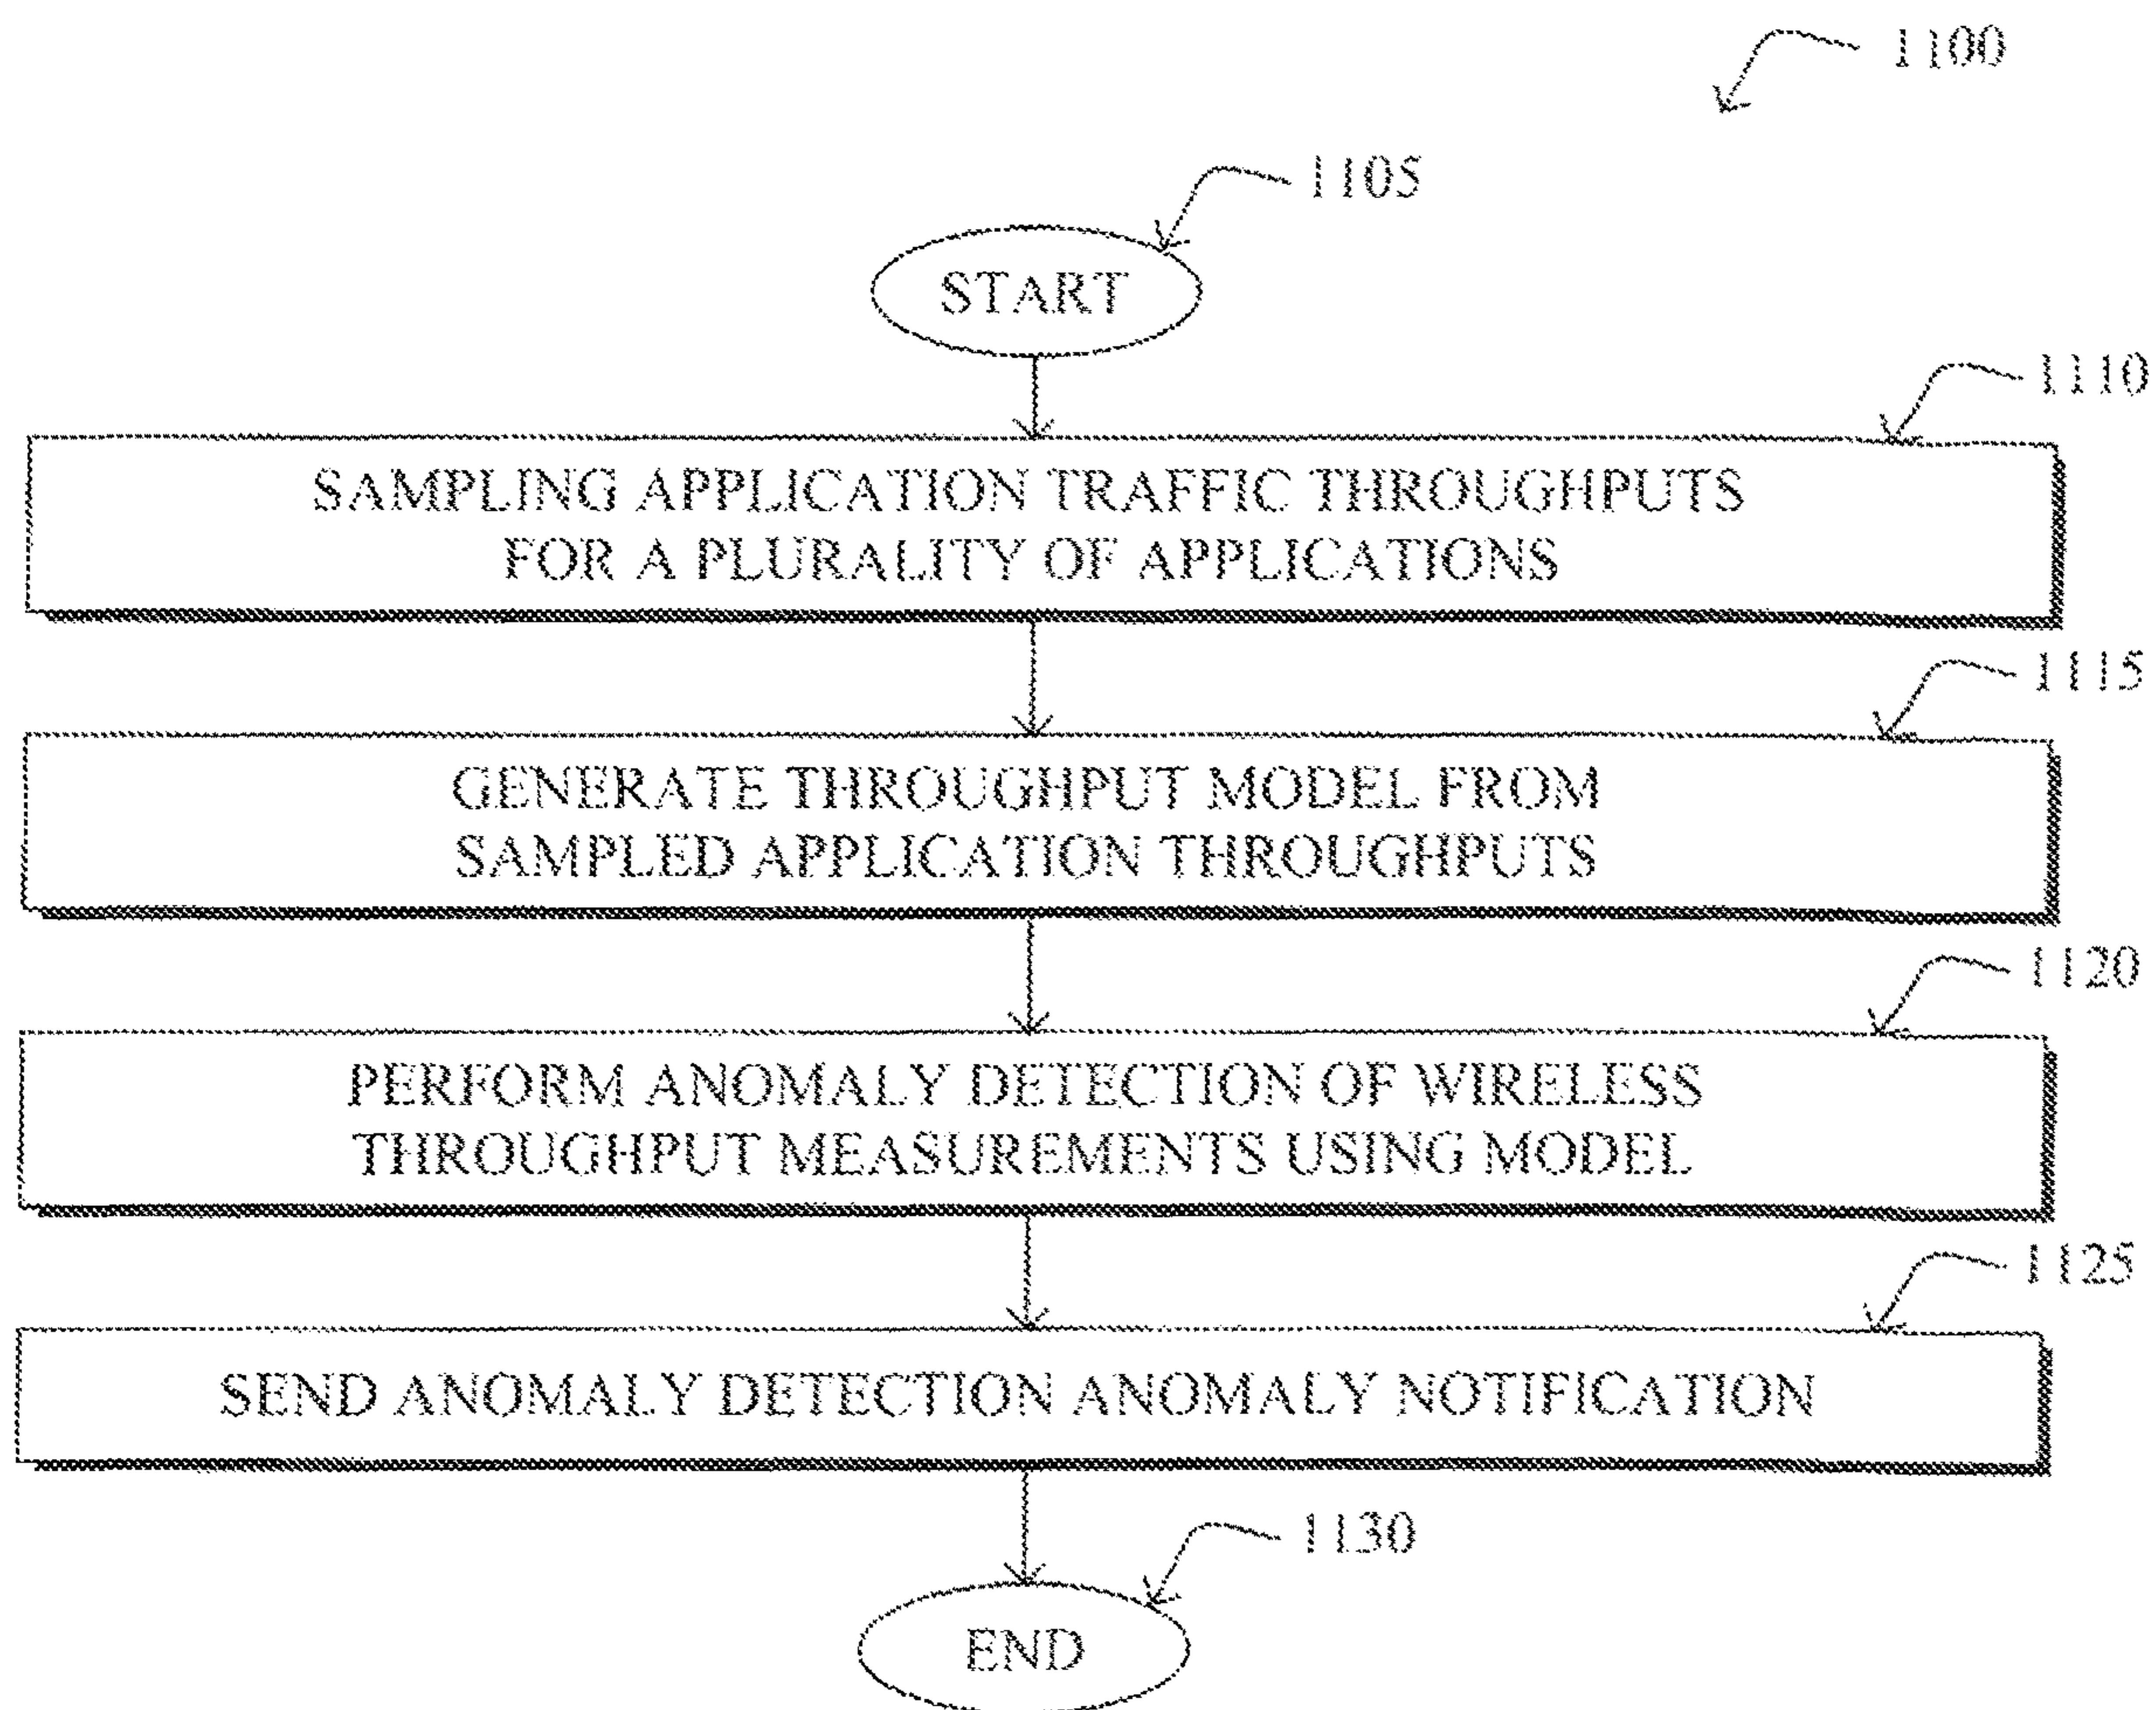 1100
1105
START
1110
SAMPLING APPLICATION TRAFFIC THROUGHPUTS
FOR A PLURALITY OF APPLICATIONS
1115
GENERATE THROUGHPUT MODEL FROM
SAMPLED APPLICATION THROUGHPUTS
1120
PERFORM ANOMALY DETECTION OF WIRELESS
THROUGHPUT MEASUREMENTS USING MODEL
1125
SEND ANOMALY DETECTION ANOMALY NOTIFICATION
1130
END